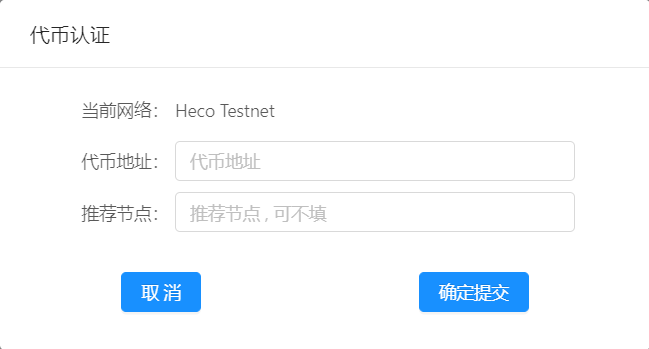 代币认证
当前网络： Heco Testnet
代币地址： 代币地址
推荐节点： 推荐节点 , 可不填
取 消 确定提交